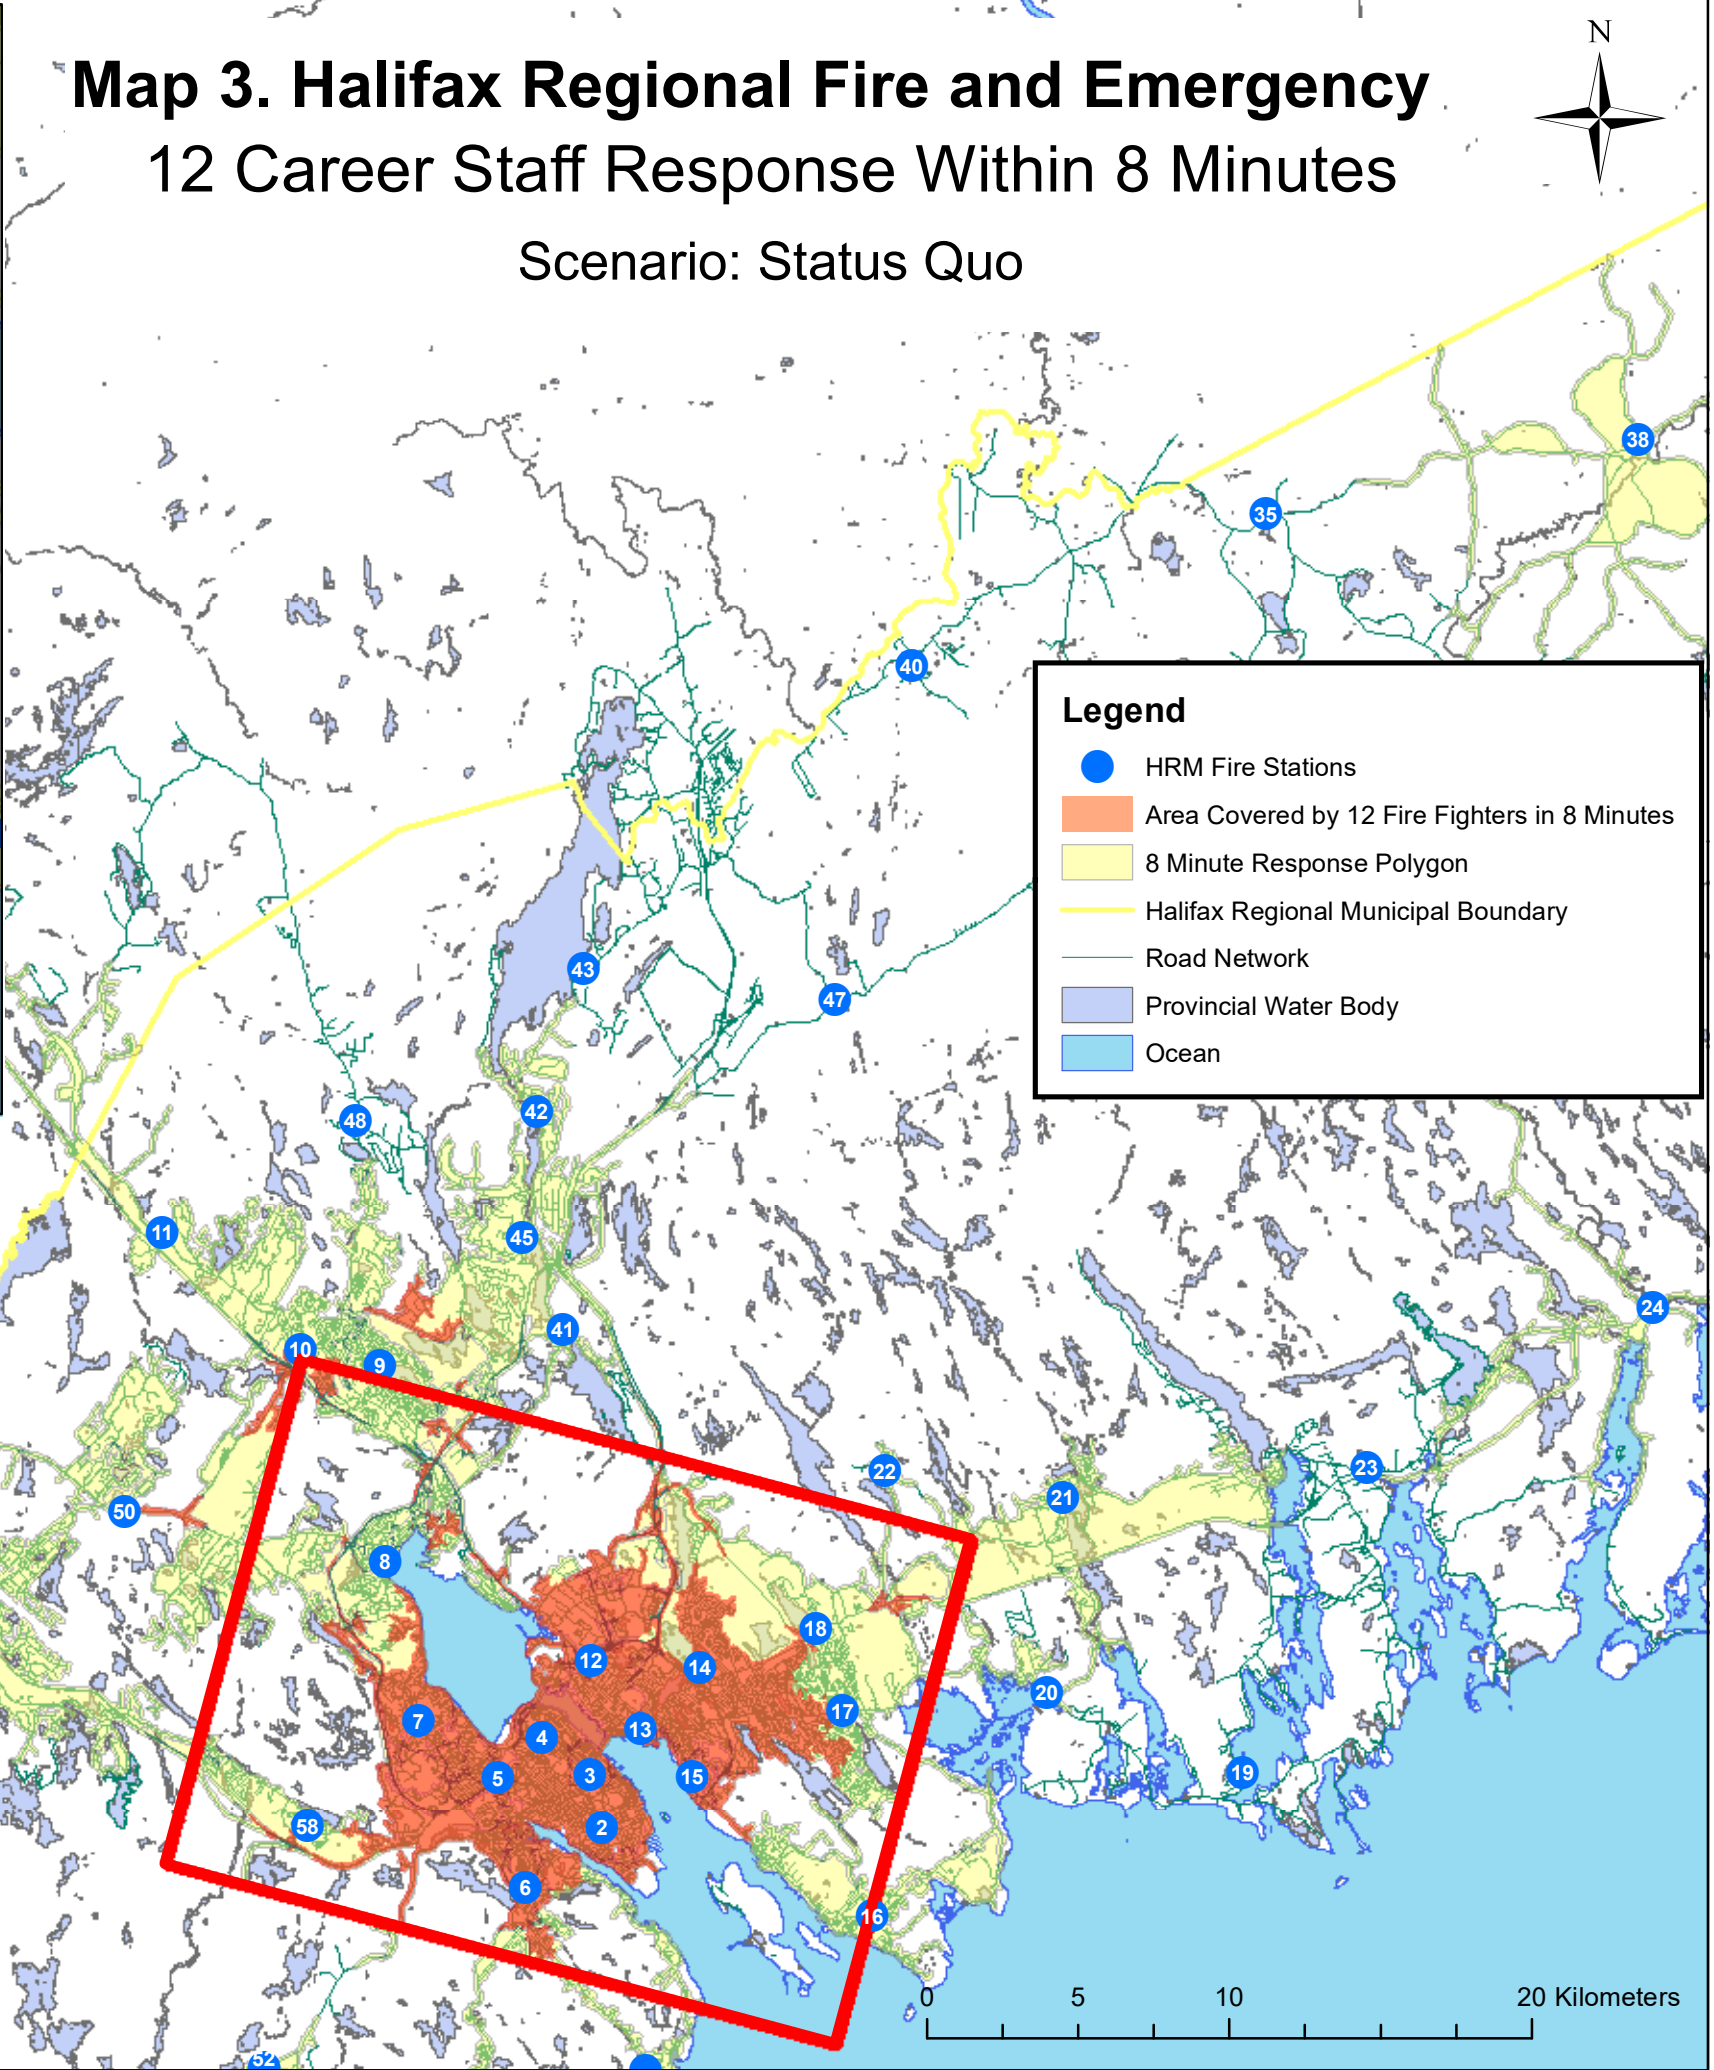 N
Map 3. Halifax Regional Fire and Emergency
12 Career Staff Response Within 8 Minutes
Scenario: Status Quo
38
35
40
Legend
HRM Fire Stations
Area Covered by 12 Fire Fighters in 8 Minutes
8 Minute Response Polygon
Halifax Regional Municipal Boundary
Road Network
Provincial Water Body
Ocean
43
47
42
48
11
45
24
41
10
9
22
23
21
50
8
18
12
14
20
17
7
13
4
19
3
15
5
58
2
6
16
0 5 10 20 Kilometers
52